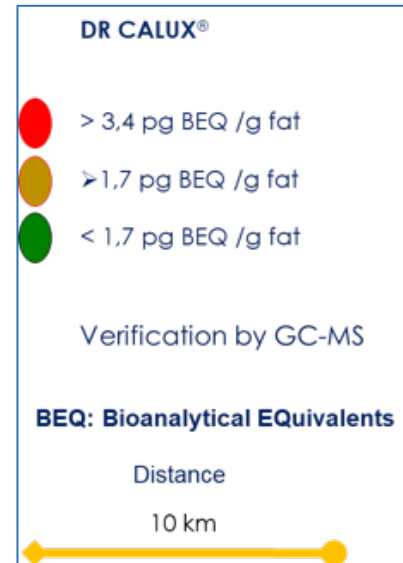 DR CALUX®
> 3,4 pg BEQ /g fat
➢1,7 pg BEQ /g fat
< 1,7 pg BEQ /g fat
Verification by GC-MS
BEQ: Bioanalytical EQuivalents
Distance
10 km